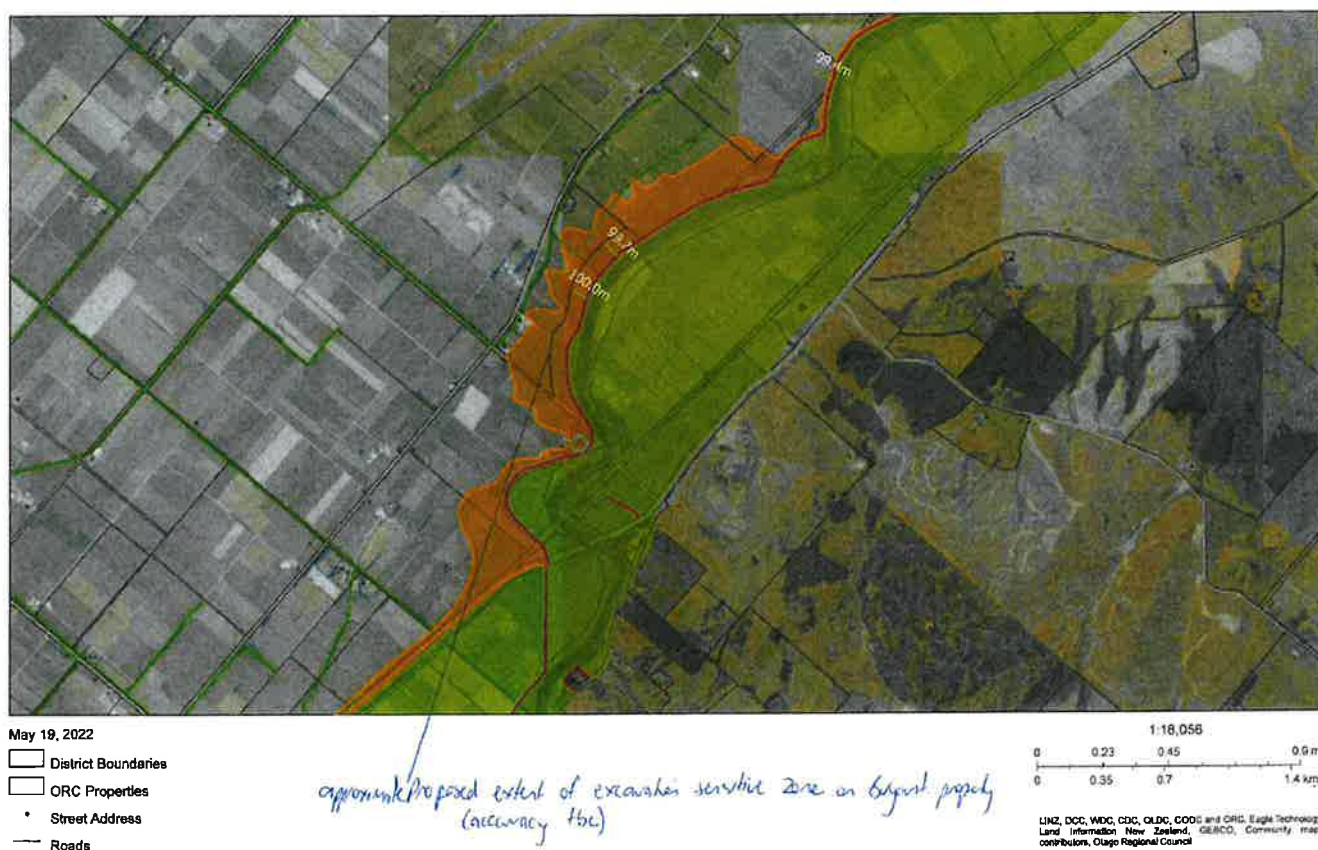 99.4m
99.7m
100.0m
May 19, 2022
District Boundaries
ORC Properties
Street Address
Roads
1:18,056
0 0.23 0.45 0.9 m
0 0.35 0.7 1.4 km
approximate Proposed extent of excavation sensitive zone on property
(accuracy tbc)
LINZ, DCC, WDC, CDC, QLDC, CODC and ORC, Eagle Technology
Land Information New Zealand, GEBCO, Community map
contributors, Otago Regional Council